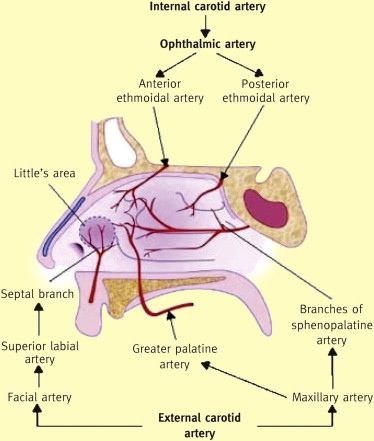 Internal carotid artery
Ophthalmic artery
Anterior
ethmoidal artery
Posterior
ethmoidal artery
Little's area
Septal branch
Superior labial
artery
Facial artery
Greater palatine
artery
Branches of
sphenopalatine
artery
Maxillary artery
External carotid
artery